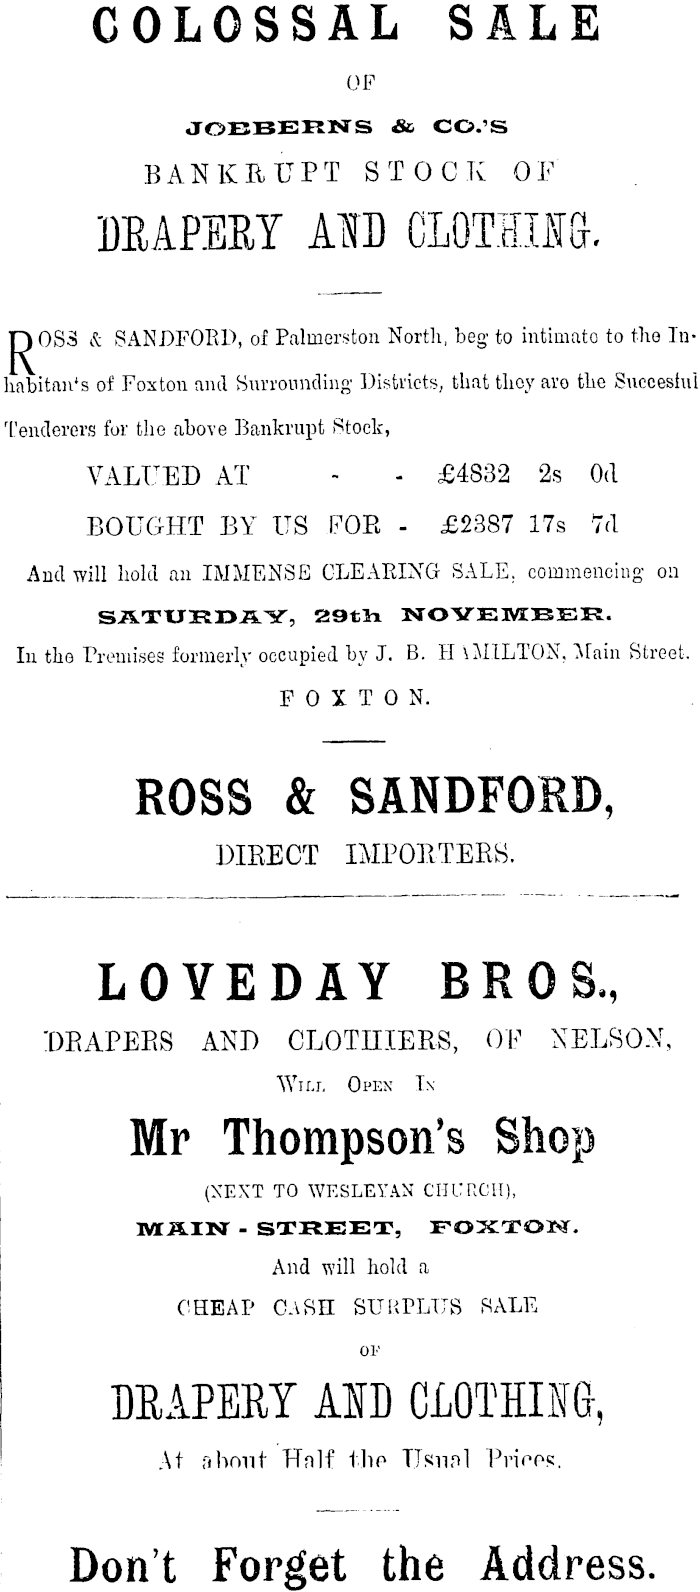 COLOSSAL SALE
OF
JOEBERNS & CO.'S
BANKRUPT STOCK OF
DRAPERY AND CLOTHING.
ROSS & SANDFORD, of Palmerston North, beg to intimate to the In-
habitan's of Foxton and Surrounding Districts, that they are the Succesful
Tenderers for the above Bankrupt Stock,
VALUED AT - - £4832 2s 0d
BOUGHT BY US FOR - £2387 17s 7d
And will hold an IMMENSE CLEARING SALE, commencing on
SATURDAY, 29th NOVEMBER.
In the Premises formerly occupied by J. B. HAMILTON, Main Street.
FOXTON.
ROSS & SANDFORD,
DIRECT IMPORTERS.
LOVEDAY BROS.,
DRAPERS AND CLOTHIERS, OF NELSON,
WILL OPEN IN
Mr Thompson's Shop
(NEXT TO WESLEYAN CHURCH),
MAIN-STREET, FOXTON.
And will hold a
CHEAP CASH SURPLUS SALE
OF
DRAPERY AND CLOTHING,
At about Half the Usual Prices.
Don't Forget the Address.